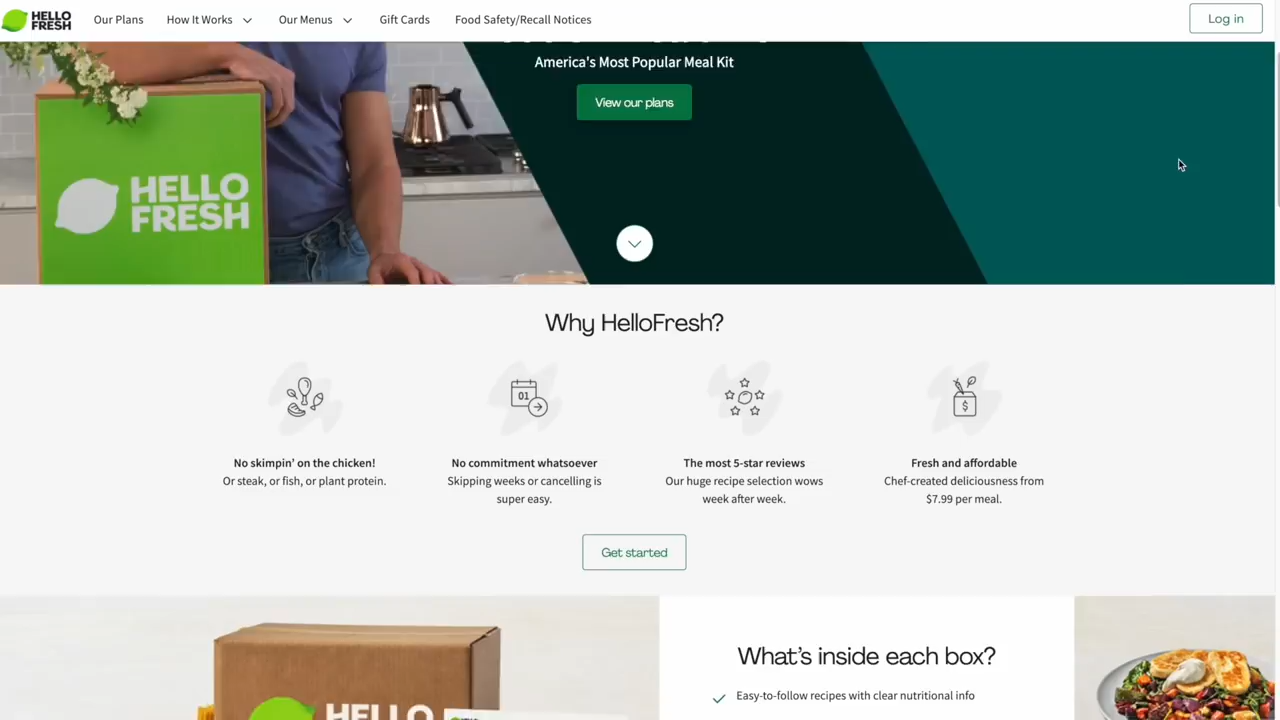 HELLO
FRESH
Our Plans
How It Works
Our Menus
Gift Cards
Food Safety/Recall Notices
Log in
America's Most Popular Meal Kit
View our plans
HELLO
FRESH
Why HelloFresh?
01
$
No skimpin’ on the chicken!
Or steak, or fish, or plant protein.
No commitment whatsoever
Skipping weeks or cancelling is
super easy.
The most 5-star reviews
Our huge recipe selection wows
week after week.
Fresh and affordable
Chef-created deliciousness from
$7.99 per meal.
Get started
What’s inside each box?
Easy-to-follow recipes with clear nutritional info
HELLO